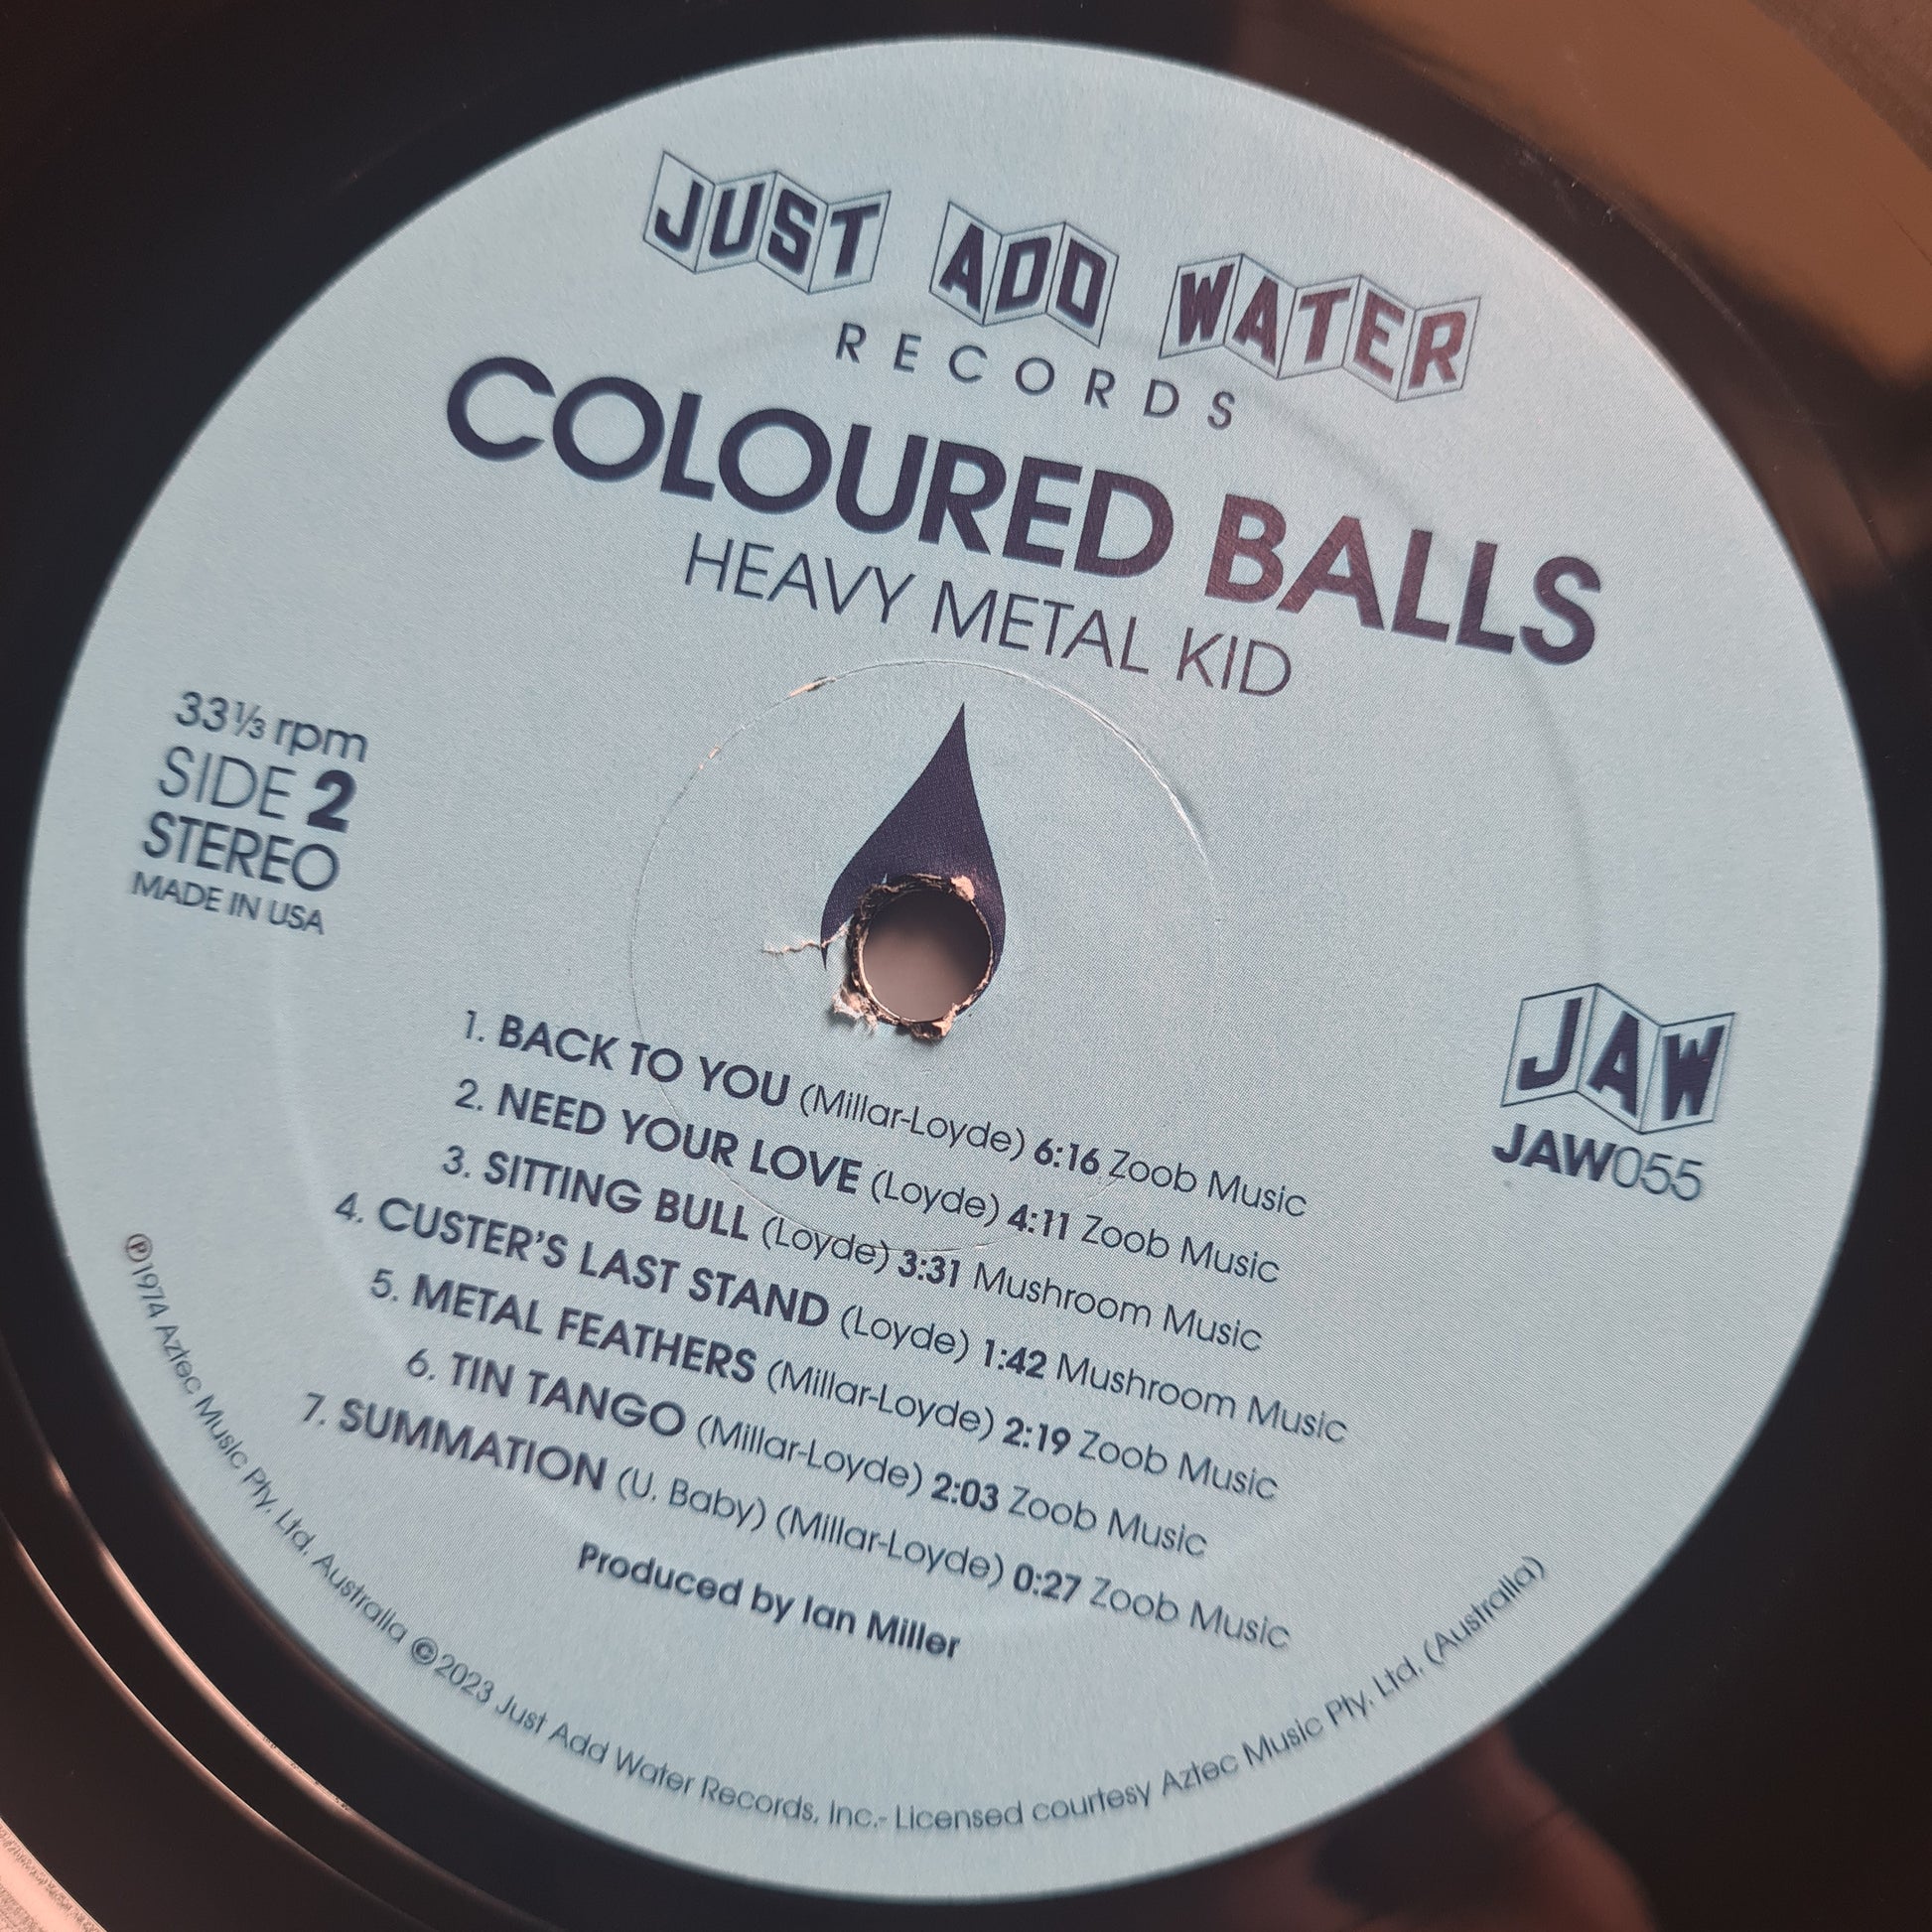 JUST ADD WATER
RECORDS
COLOURED BALLS
HEAVY METAL KID
33⅓ rpm
SIDE 2
STEREO
MADE IN USA
JAW
JAW055
1. BACK TO YOU (Millar-Loyde) 6:16 Zoob Music
2. NEED YOUR LOVE (Loyde) 4:11 Zoob Music
3. SITTING BULL (Loyde) 3:31 Mushroom Music
4. CUSTER'S LAST STAND (Loyde) 1:42 Mushroom Music
5. METAL FEATHERS (Millar-Loyde) 2:19 Zoob Music
6. TIN TANGO (Millar-Loyde) 2:03 Zoob Music
7. SUMMATION (U. Baby) (Millar-Loyde) 0:27 Zoob Music
Produced by Ian Miller
℗1974 Aztec Music Pty. Ltd. Australia ©2023 Just Add Water Records, Inc.- Licensed courtesy Aztec Music Pty. Ltd. (Australia)